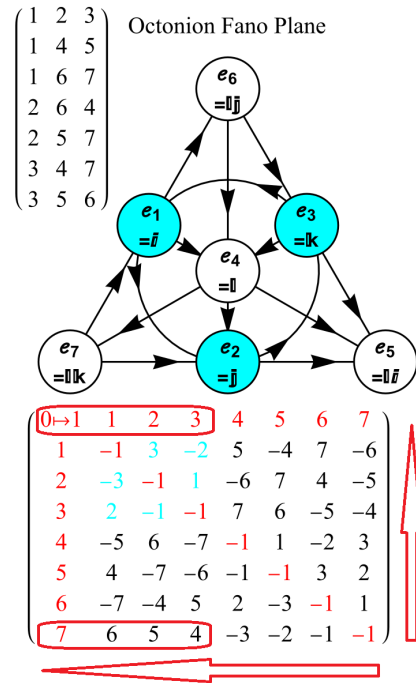 Octonion Fano Plane
1 2 3
1 4 5
1 6 7
2 6 4
2 5 7
3 4 7
3 5 6
e₆
=𝕀𝕛
e₁
=𝕚
e₃
=𝕀𝕜
e₄
=𝕀
e₇
=𝕀𝕜
e₂
=𝕛
e₅
=𝕀𝕚
0↦1 1 2 3 4 5 6 7
1 −1 3 −2 5 −4 7 −6
2 −3 −1 1 −6 7 4 −5
3 2 −1 −1 7 6 −5 −4
4 −5 6 −7 −1 1 −2 3
5 4 −7 −6 −1 −1 3 2
6 −7 −4 5 2 −3 −1 1
7 6 5 4 −3 −2 −1 −1